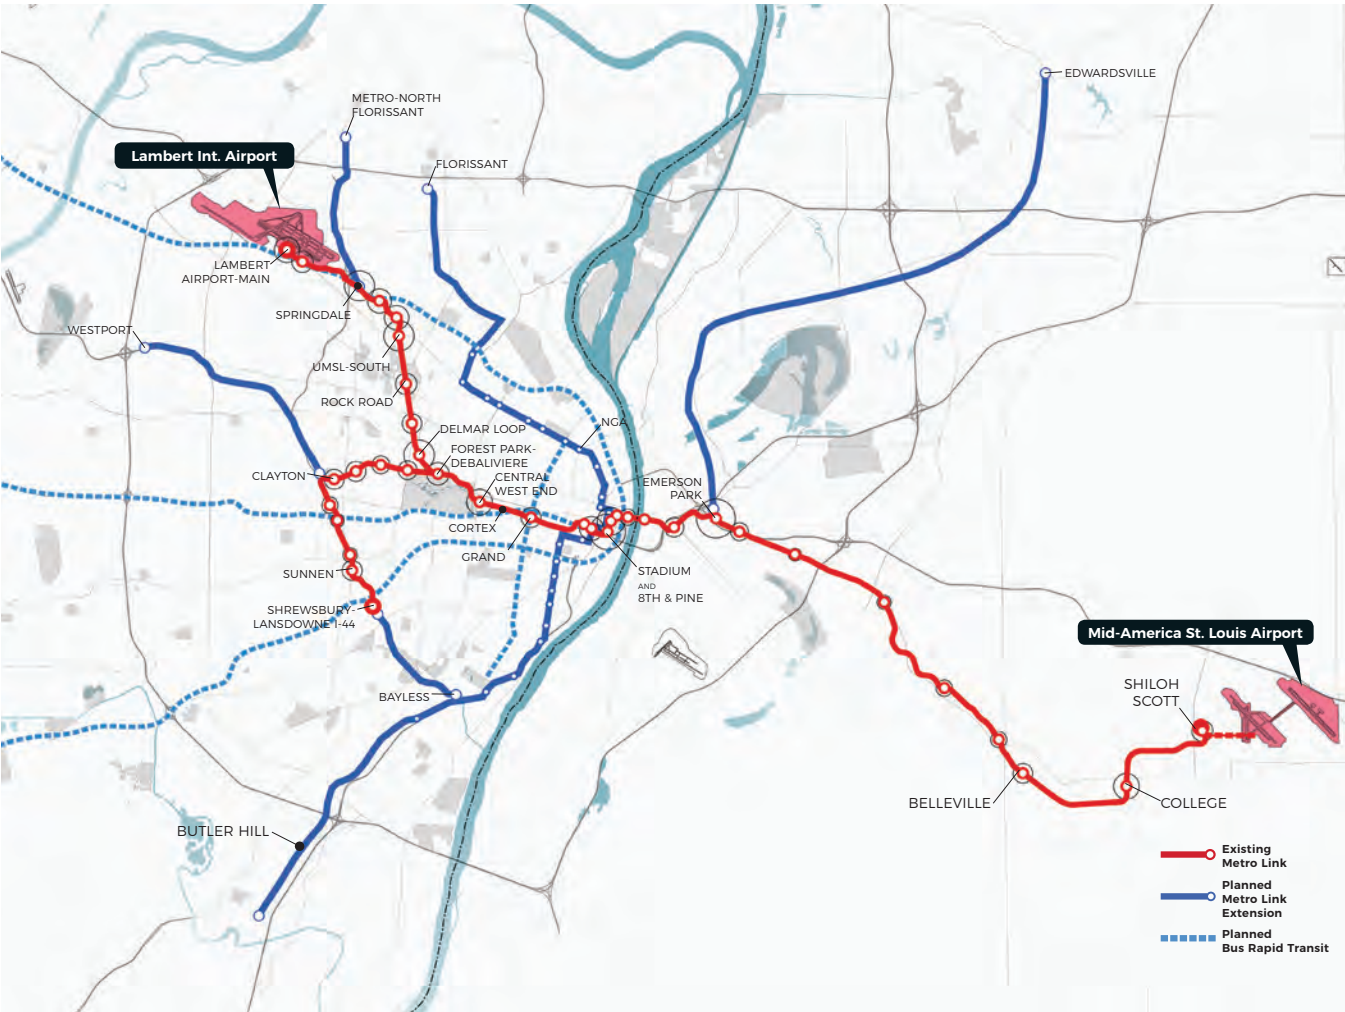 EDWARDSVILLE
METRO-NORTH
FLORISSANT
Lambert Int. Airport
FLORISSANT
LAMBERT
AIRPORT-MAIN
SPRINGDALE
WESTPORT
UMSL-SOUTH
ROCK ROAD
DELMAR LOOP
NGA
FOREST PARK-
DEBALIVIERE
CLAYTON
CENTRAL
WEST END
EMERSON
PARK
CORTEX
GRAND
SUNNEN
STADIUM
AND
8TH & PINE
SHREWSBURY-
LANSDOWNE I-44
Mid-America St. Louis Airport
SHILOH
SCOTT
BAYLESS
BELLEVILLE
COLLEGE
BUTLER HILL
Existing
Metro Link
Planned
Metro Link
Extension
Planned
Bus Rapid Transit